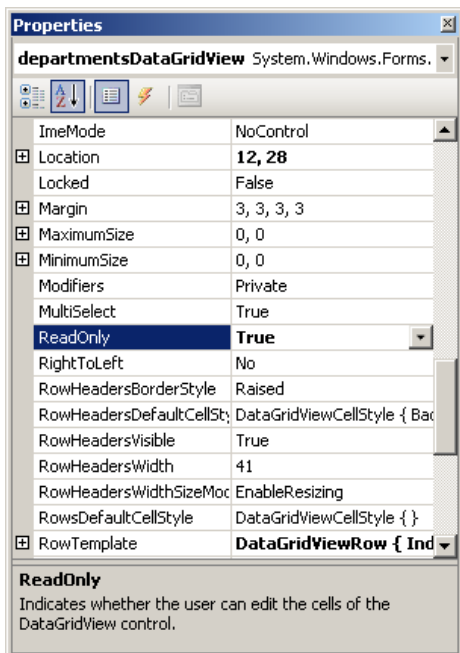 Properties
departmentsDataGridView System.Windows.Forms.
ImeMode NoControl
Location 12, 28
Locked False
Margin 3, 3, 3, 3
MaximumSize 0, 0
MinimumSize 0, 0
Modifiers Private
MultiSelect True
ReadOnly True
RightToLeft No
RowHeadersBorderStyle Raised
RowHeadersDefaultCellSty DataGridViewCellStyle { Bac
RowHeadersVisible True
RowHeadersWidth 41
RowHeadersWidthSizeMod EnableResizing
RowsDefaultCellStyle DataGridViewCellStyle { }
RowTemplate DataGridViewRow { Ind
ReadOnly
Indicates whether the user can edit the cells of the
DataGridView control.